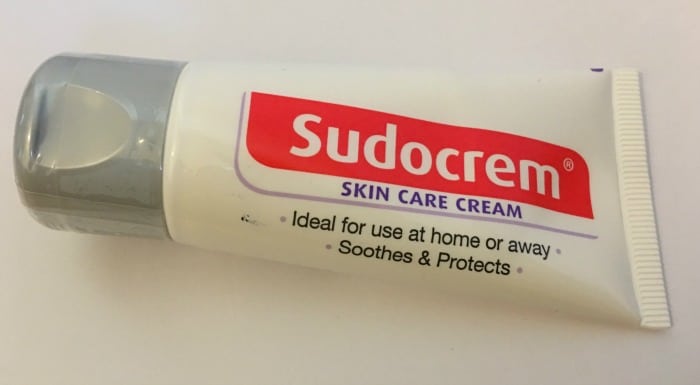 Sudocrem®
SKIN CARE CREAM
• Ideal for use at home or away •
• Soothes & Protects •